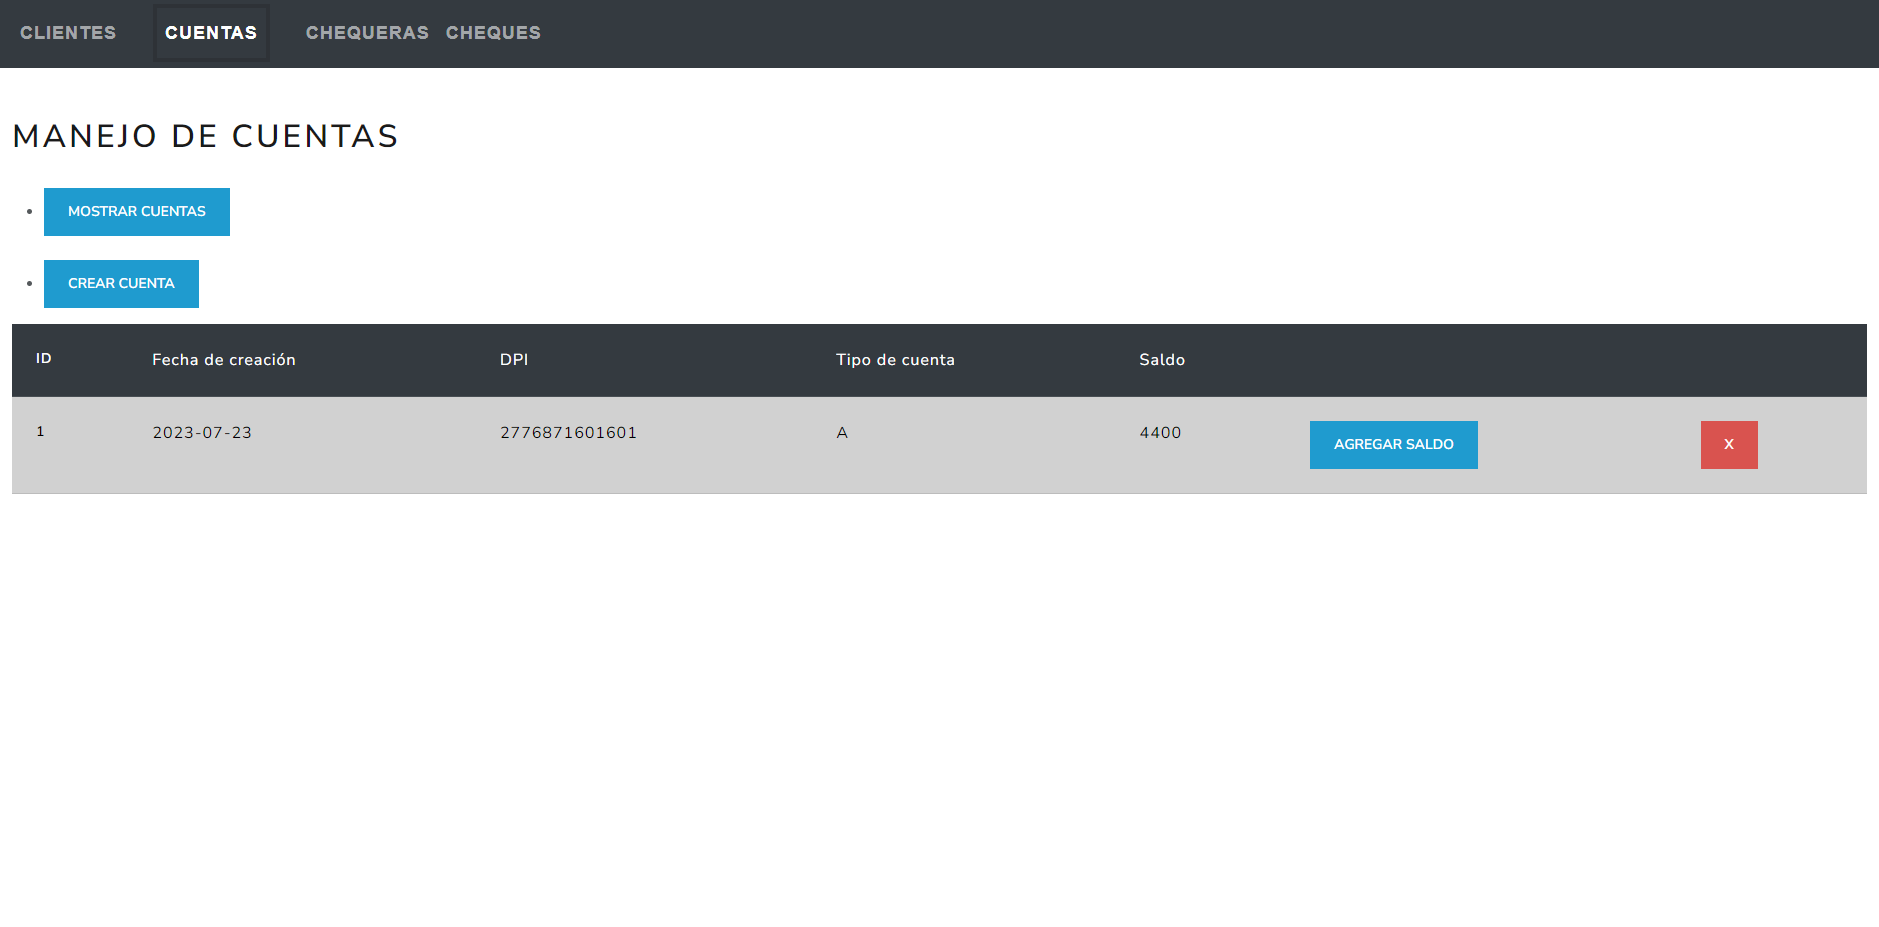 CLIENTES CUENTAS CHEQUERAS CHEQUES
MANEJO DE CUENTAS
MOSTRAR CUENTAS
CREAR CUENTA
ID Fecha de creación DPI Tipo de cuenta Saldo
1 2023-07-23 2776871601601 A 4400 AGREGAR SALDO X